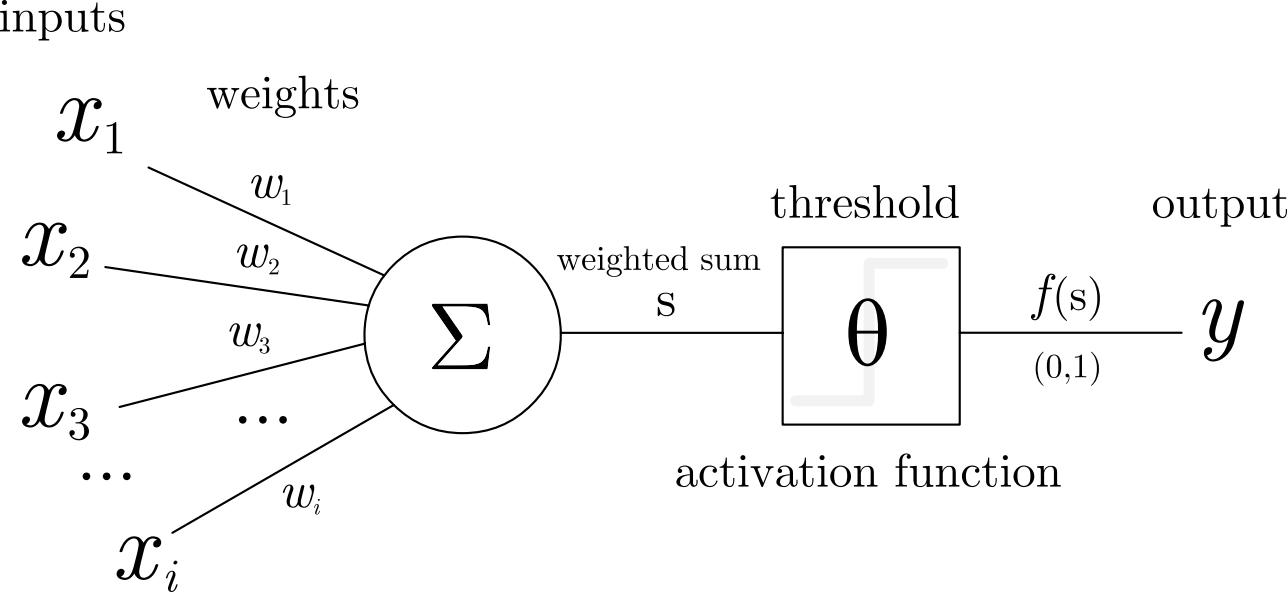 inputs
weights
x₁
w₁
x₂
w₂
w₃
x₃
...
...
wᵢ
xᵢ
Σ
weighted sum
s
threshold
θ
activation function
f(s)
(0,1)
output
y